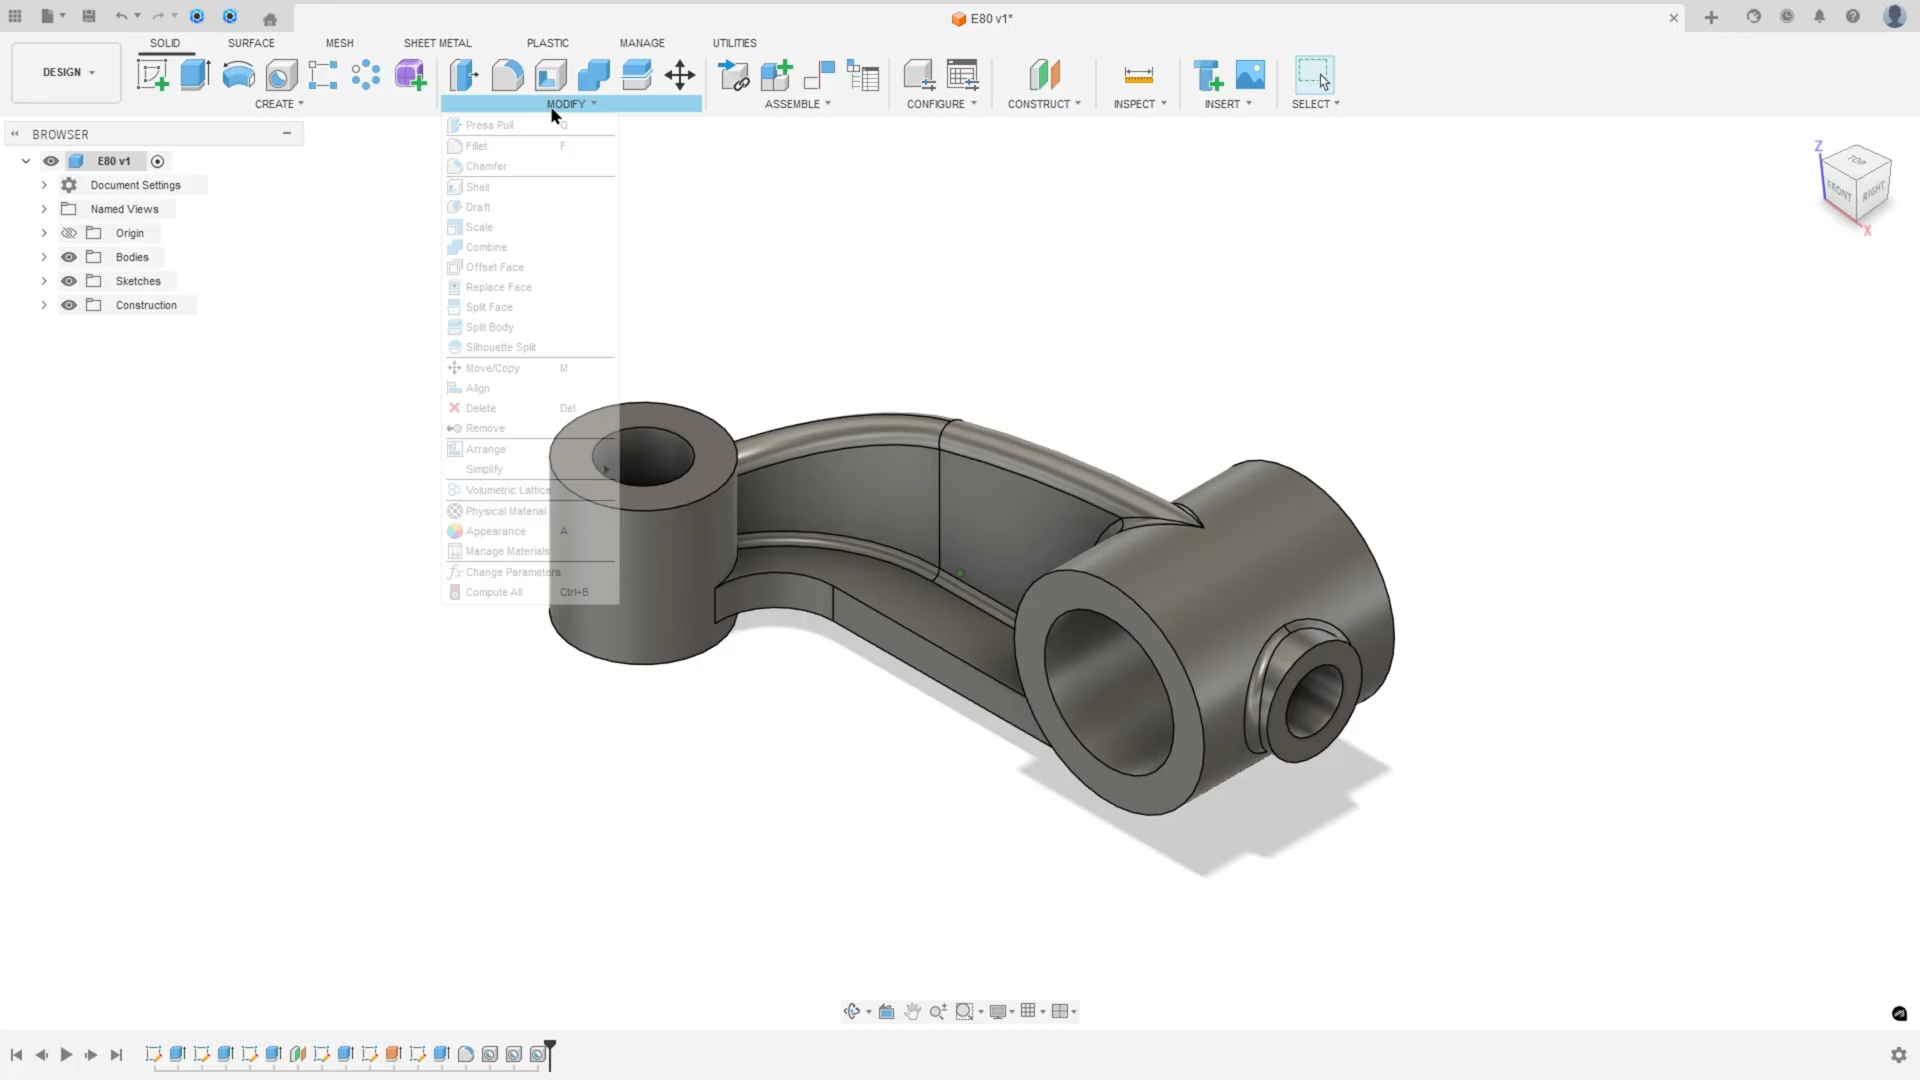 E80 v1*
SOLID SURFACE MESH SHEET METAL PLASTIC MANAGE UTILITIES
DESIGN
CREATE MODIFY ASSEMBLE CONFIGURE CONSTRUCT INSPECT INSERT SELECT
BROWSER
E80 v1
Document Settings
Named Views
Origin
Bodies
Sketches
Construction
Press Pull Q
Fillet F
Chamfer
Shell
Draft
Scale
Combine
Offset Face
Replace Face
Split Face
Split Body
Silhouette Split
Move/Copy M
Align
Delete Del
Remove
Arrange
Simplify
Volumetric Lattice
Physical Material
Appearance A
Manage Materials
fx Change Parameters
Compute All Ctrl+B
Z
TOP
FRONT RIGHT
X